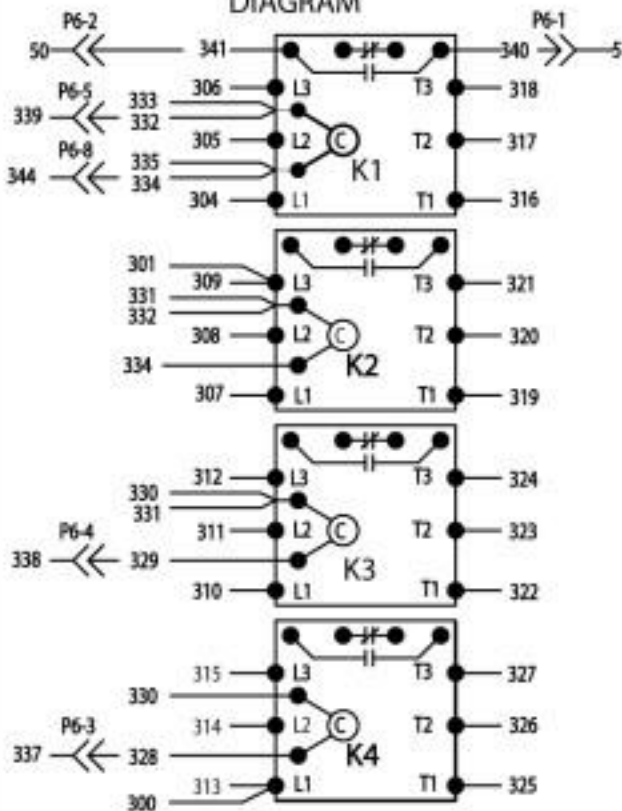 DIAGRAM
P6-2 P6-1
50 341 340 5
306 L3 T3 318
P6-5 333
339 332
305 L2 C T2 317
P6-8 335 K1
344 334
304 L1 T1 316
301
309 L3 T3 321
331
332
308 L2 C T2 320
334 K2
307 L1 T1 319
312 L3 T3 324
330
331
311 L2 C T2 323
P6-4
338 329 K3
310 L1 T1 322
315 L3 T3 327
330
314 L2 C T2 326
P6-3
337 328 K4
313 L1 T1 325
300